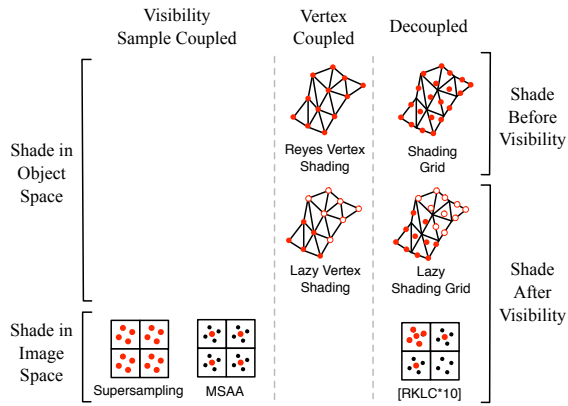 Visibility
Sample Coupled
Vertex
Coupled
Decoupled
Shade in
Object
Space
Reyes Vertex
Shading
Shading
Grid
Shade
Before
Visibility
Lazy Vertex
Shading
Lazy
Shading Grid
Shade
After
Visibility
Shade in
Image
Space
Supersampling
MSAA
[RKLC*10]